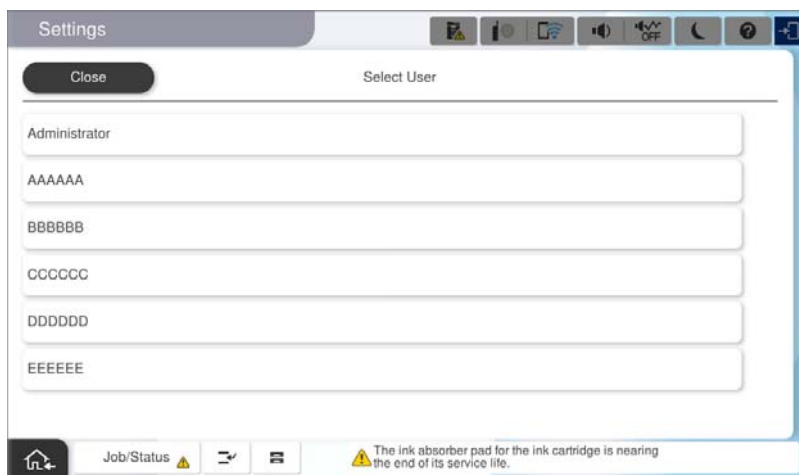 Settings
OFF
Close
Select User
Administrator
AAAAAA
BBBBBB
CCCCCC
DDDDDD
EEEEEE
Job/Status
The ink absorber pad for the ink cartridge is nearing
the end of its service life.